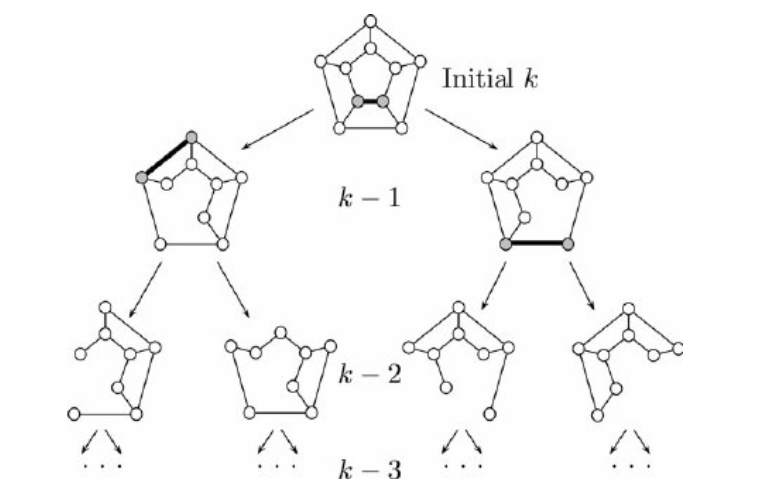 Initial k
k − 1
k − 2
. . . . . . . . . . . .
k − 3